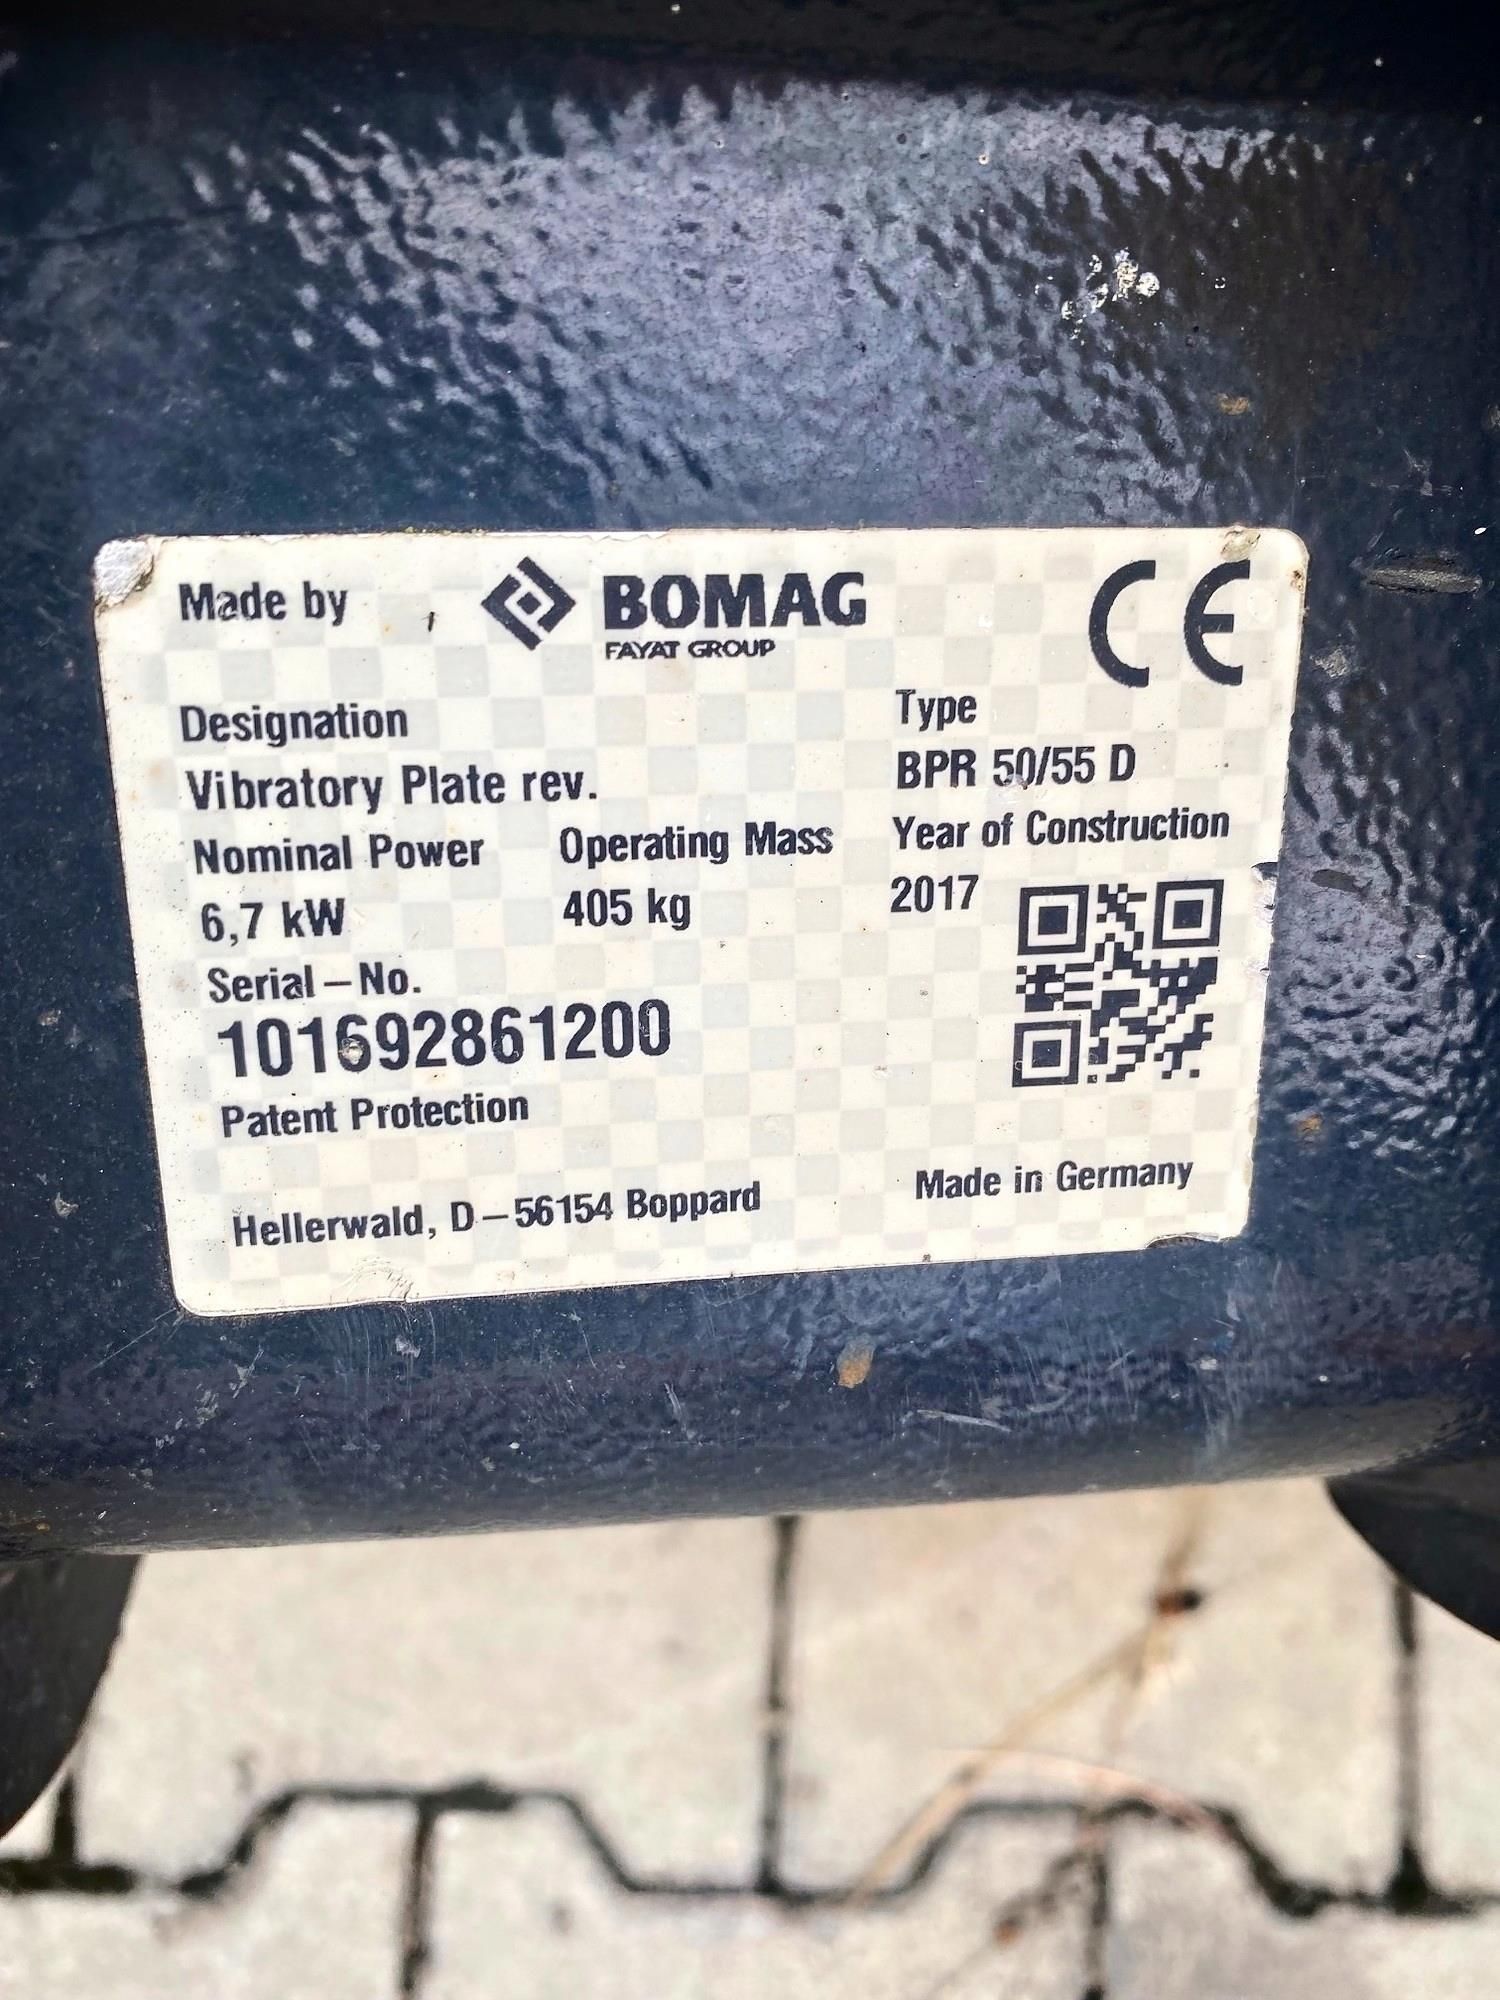 Made by BOMAG CE
FAYAT GROUP
Designation Type
Vibratory Plate rev. BPR 50/55 D
Nominal Power Operating Mass Year of Construction
6,7 kW 405 kg 2017
Serial – No.
101692861200
Patent Protection
Hellerwald, D – 56154 Boppard Made in Germany